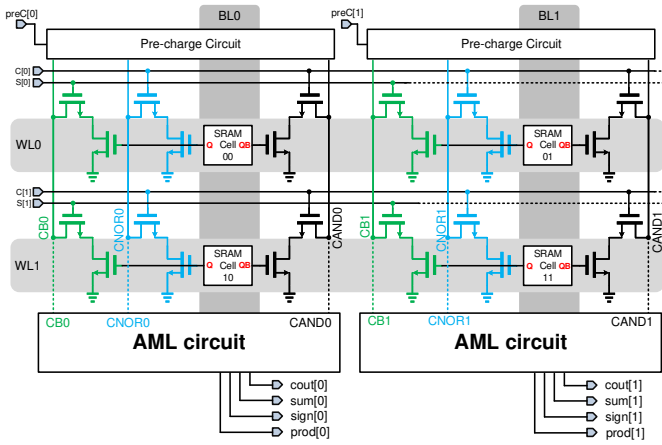 preC[0] BL0 preC[1] BL1
Pre-charge Circuit Pre-charge Circuit
C[0]
S[0]
WL0 Q SRAM Cell 00 QB Q SRAM Cell 01 QB
C[1]
S[1]
CB0 CNOR0 CAND0 CB1 CNOR1 CAND1
WL1 Q SRAM Cell 10 QB Q SRAM Cell 11 QB
CB0 CNOR0 CAND0 CB1 CNOR1 CAND1
AML circuit AML circuit
cout[0] cout[1]
sum[0] sum[1]
sign[0] sign[1]
prod[0] prod[1]